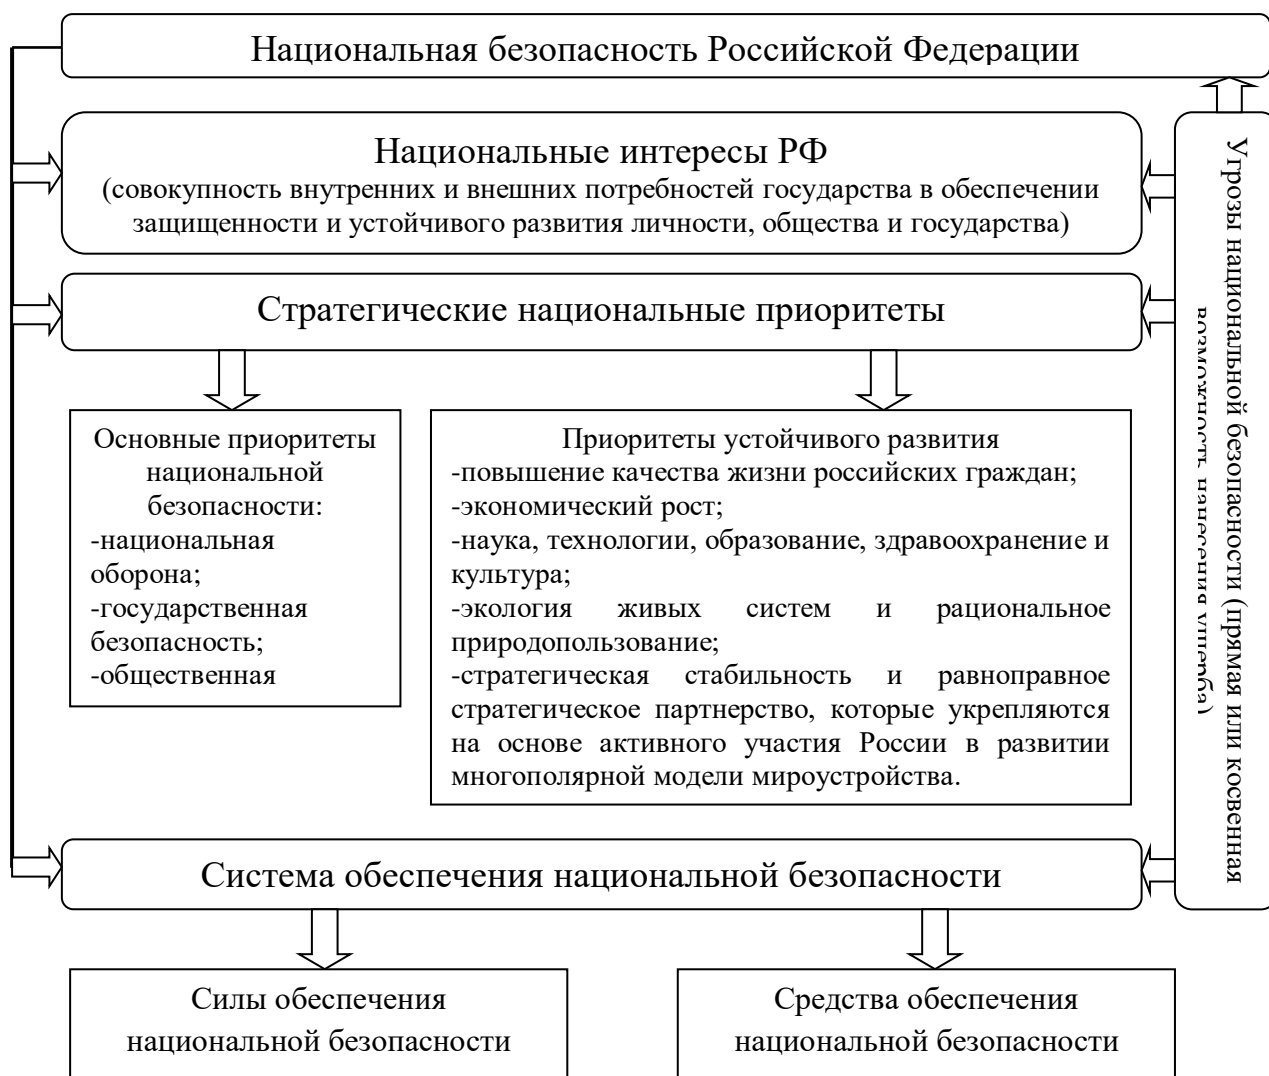 Национальная безопасность Российской Федерации
Национальные интересы РФ
(совокупность внутренних и внешних потребностей государства в обеспечении
защищенности и устойчивого развития личности, общества и государства)
Стратегические национальные приоритеты
Основные приоритеты
национальной
безопасности:
-национальная
оборона;
-государственная
безопасность;
-общественная
Приоритеты устойчивого развития
-повышение качества жизни российских граждан;
-экономический рост;
-наука, технологии, образование, здравоохранение и
культура;
-экология живых систем и рациональное
природопользование;
-стратегическая стабильность и равноправное
стратегическое партнерство, которые укрепляются
на основе активного участия России в развитии
многополярной модели мироустройства.
Угрозы национальной безопасности (прямая или косвенная
возможность нанесения ущерба)
Система обеспечения национальной безопасности
Силы обеспечения
национальной безопасности
Средства обеспечения
национальной безопасности